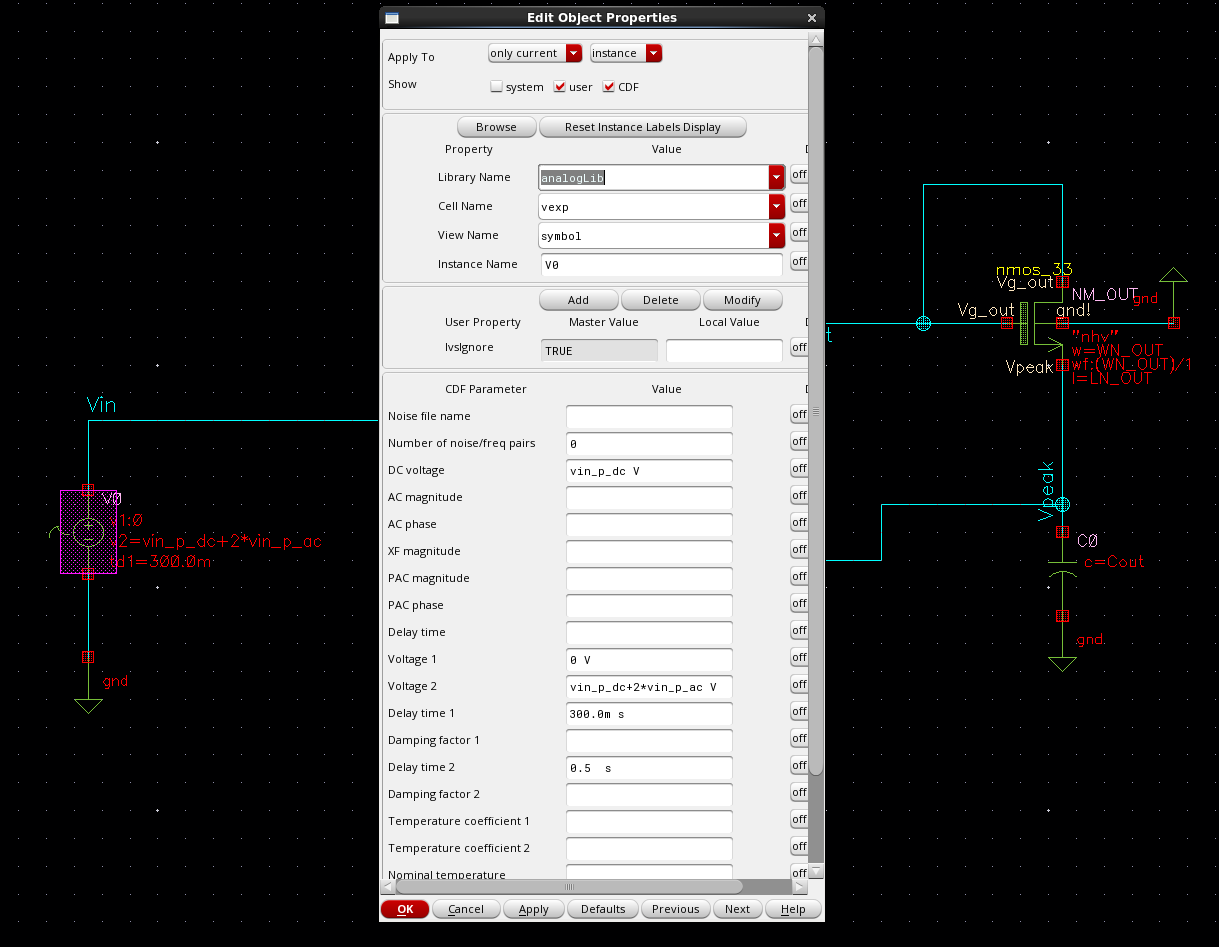 Edit Object Properties
Apply To only current instance
Show system user CDF
Browse Reset Instance Labels Display
Property Value
Library Name analogLib off
Cell Name vexp off
View Name symbol off
Instance Name V0 off
Add Delete Modify
User Property Master Value Local Value
lvsIgnore TRUE off
CDF Parameter Value
Noise file name off
Number of noise/freq pairs 0 off
DC voltage vin_p_dc V off
AC magnitude off
AC phase off
XF magnitude off
PAC magnitude off
PAC phase off
Delay time off
Voltage 1 0 V off
Voltage 2 vin_p_dc+2*vin_p_ac V off
Delay time 1 300.0m s off
Damping factor 1 off
Delay time 2 0.5 s off
Damping factor 2 off
Temperature coefficient 1 off
Temperature coefficient 2 off
Nominal temperature off
OK Cancel Apply Defaults Previous Next Help
Vin
V0
v1:0
v2=vin_p_dc+2*vin_p_ac
td1=300.0m
gnd
t
nmos_33
Vg_out
NM_OUT
gnd
Vg_out
gnd!
"nhv"
w=WN_OUT
Vpeak
wf:(WN_OUT)/1
l=LN_OUT
Vpeak
C0
c=Cout
gnd